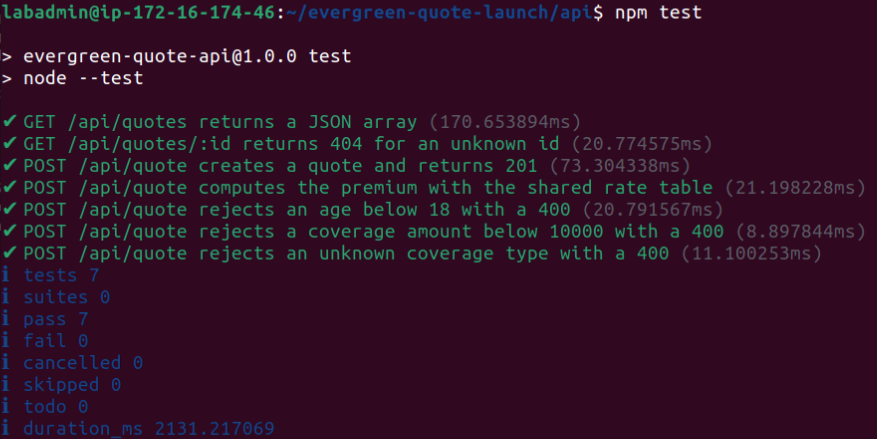 labadmin@ip-172-16-174-46:~/evergreen-quote-launch/api$ npm test
> evergreen-quote-api@1.0.0 test
> node --test
✔ GET /api/quotes returns a JSON array (170.653894ms)
✔ GET /api/quotes/:id returns 404 for an unknown id (20.774575ms)
✔ POST /api/quote creates a quote and returns 201 (73.304338ms)
✔ POST /api/quote computes the premium with the shared rate table (21.198228ms)
✔ POST /api/quote rejects an age below 18 with a 400 (20.791567ms)
✔ POST /api/quote rejects a coverage amount below 10000 with a 400 (8.897844ms)
✔ POST /api/quote rejects an unknown coverage type with a 400 (11.100253ms)
ℹ tests 7
ℹ suites 0
ℹ pass 7
ℹ fail 0
ℹ cancelled 0
ℹ skipped 0
ℹ todo 0
ℹ duration_ms 2131.217069